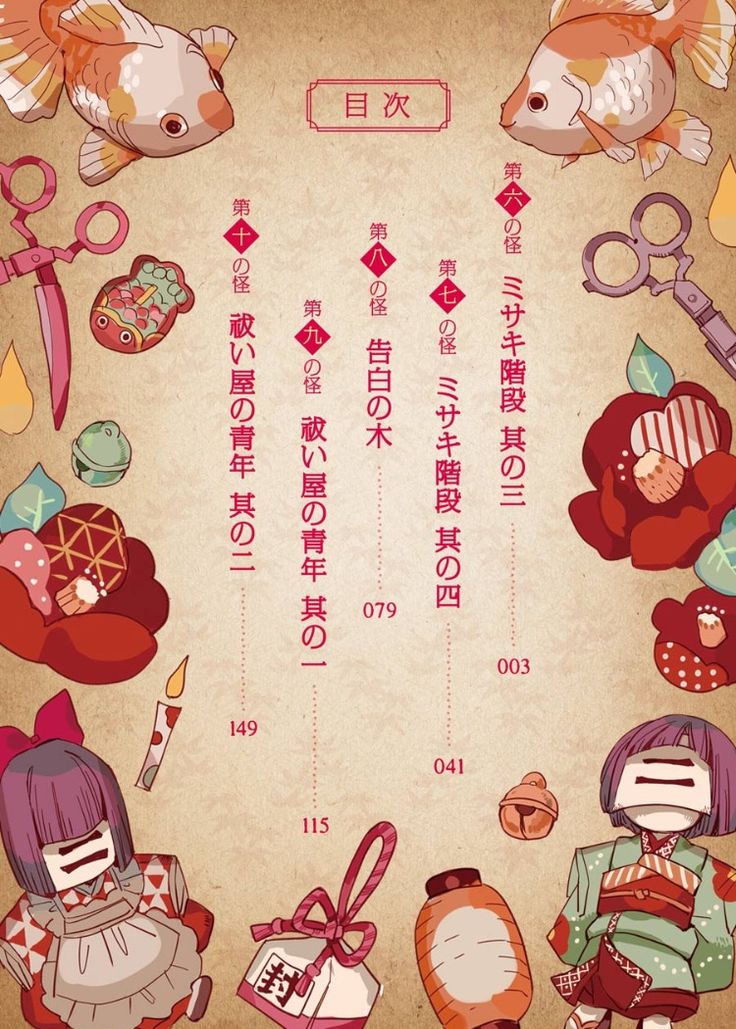 目次
第六の怪 ミサキ階段 其の三
003
第七の怪 ミサキ階段 其の四
041
第八の怪 告白の木
079
第九の怪 祓い屋の青年 其の一
115
第十の怪 祓い屋の青年 其の二
149
二
二
封